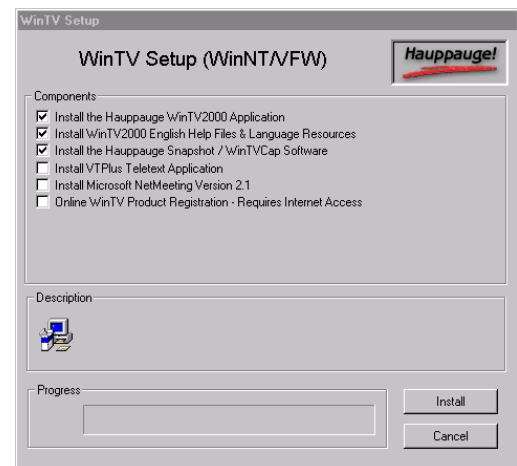 WinTV Setup
WinTV Setup (WinNT/VFW)
Hauppauge!
Components
Install the Hauppauge WinTV2000 Application
Install WinTV2000 English Help Files & Language Resources
Install the Hauppauge Snapshot / WinTVCap Software
Install VTPlus Teletext Application
Install Microsoft NetMeeting Version 2.1
Online WinTV Product Registration - Requires Internet Access
Description
Progress
Install
Cancel